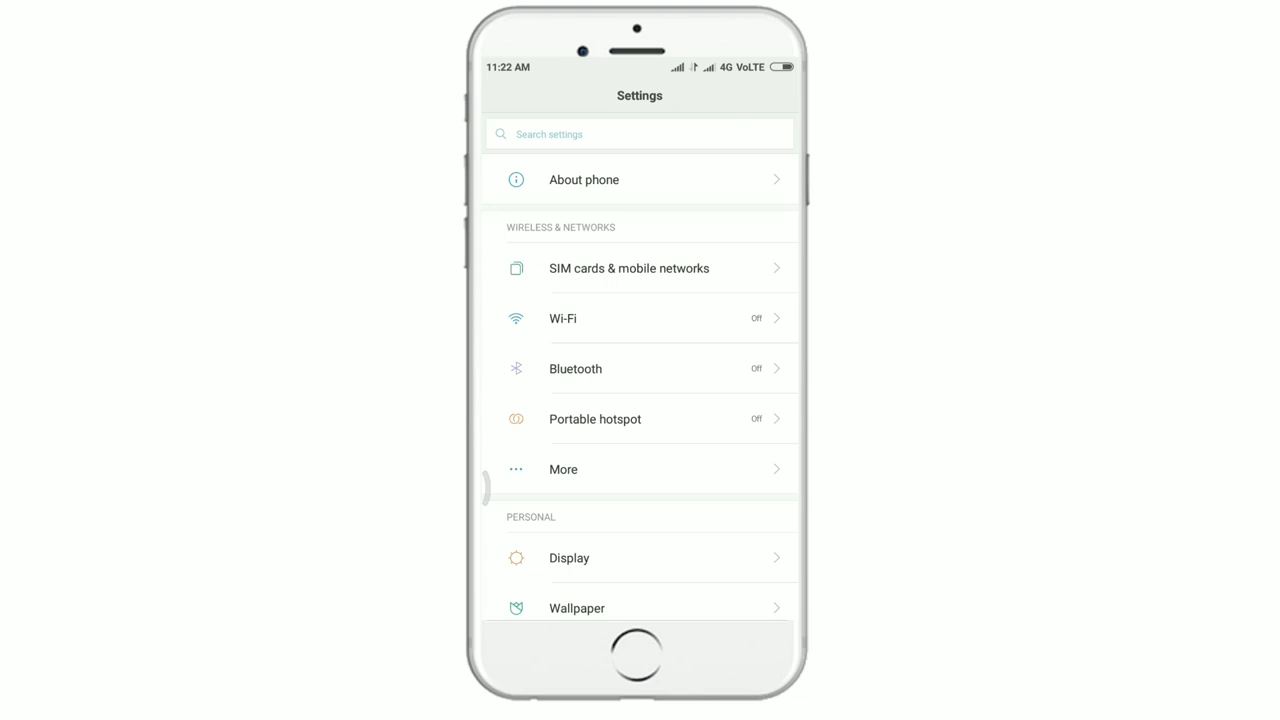 11:22 AM 4G VoLTE
Settings
Search settings
About phone
WIRELESS & NETWORKS
SIM cards & mobile networks
Wi-Fi Off
Bluetooth Off
Portable hotspot Off
More
PERSONAL
Display
Wallpaper